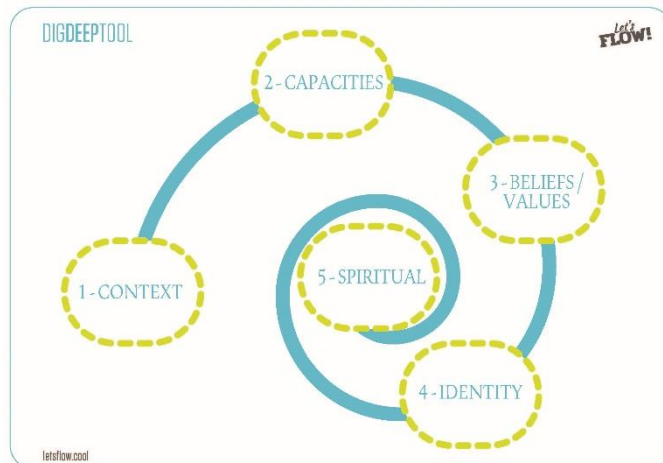 DIGDEEPTOOL
Let's
FLOW!
2-CAPACITIES
3-BELIEFS/
VALUES
1-CONTEXT
5-SPIRITUAL
4-IDENTITY
letsflow.cool